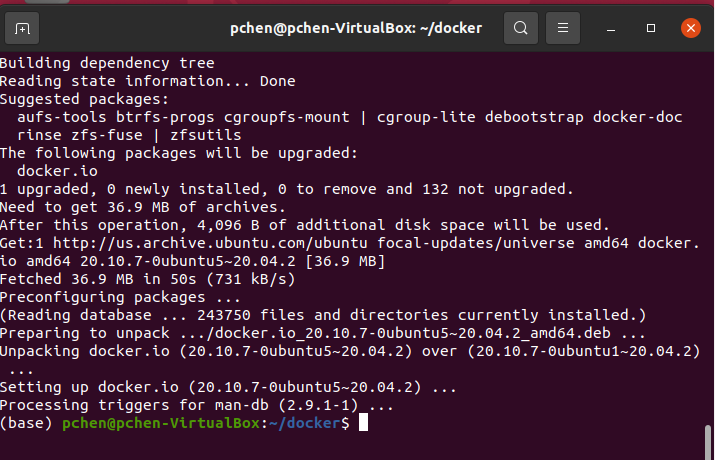 pchen@pchen-VirtualBox: ~/docker
Building dependency tree
Reading state information... Done
Suggested packages:
  aufs-tools btrfs-progs cgroupfs-mount | cgroup-lite debootstrap docker-doc
  rinse zfs-fuse | zfsutils
The following packages will be upgraded:
  docker.io
1 upgraded, 0 newly installed, 0 to remove and 132 not upgraded.
Need to get 36.9 MB of archives.
After this operation, 4,096 B of additional disk space will be used.
Get:1 http://us.archive.ubuntu.com/ubuntu focal-updates/universe amd64 docker.
io amd64 20.10.7-0ubuntu5~20.04.2 [36.9 MB]
Fetched 36.9 MB in 50s (731 kB/s)
Preconfiguring packages ...
(Reading database ... 243750 files and directories currently installed.)
Preparing to unpack .../docker.io_20.10.7-0ubuntu5~20.04.2_amd64.deb ...
Unpacking docker.io (20.10.7-0ubuntu5~20.04.2) over (20.10.7-0ubuntu1~20.04.2)
 ...
Setting up docker.io (20.10.7-0ubuntu5~20.04.2) ...
Processing triggers for man-db (2.9.1-1) ...
(base) pchen@pchen-VirtualBox:~/docker$